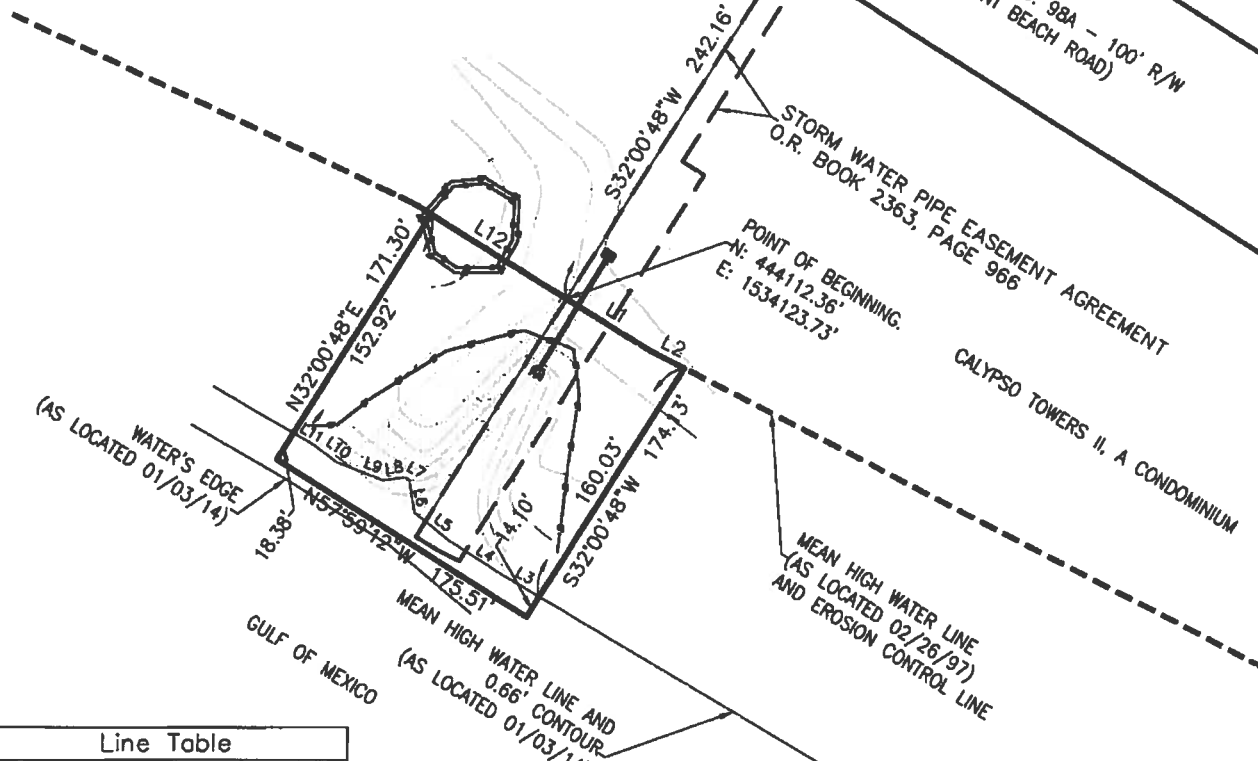 . 98A - 100' R/W
BEACH ROAD)
242.16'
S32°00'48"W
STORM WATER PIPE EASEMENT AGREEMENT
O.R. BOOK 2363, PAGE 966
POINT OF BEGINNING.
N: 444112.36'
E: 1534123.73'
CALYPSO TOWERS II, A CONDOMINIUM
L12
L1
L2
171.30'
N32°00'48"E
152.92'
WATER'S EDGE
(AS LOCATED 01/03/14)
L11
L10
L9
L8
L7
L6
L5
L4
L3
18.38'
N57°59'12"W
175.51'
14.10'
160.03'
174.13'
S32°00'48"W
MEAN HIGH WATER LINE
(AS LOCATED 02/26/97)
AND EROSION CONTROL LINE
MEAN HIGH WATER LINE AND
0.66' CONTOUR
(AS LOCATED 01/03/14
GULF OF MEXICO
Line Table